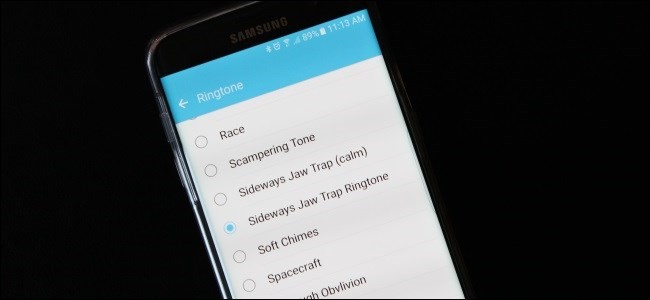 SAMSUNG
89% 11:13 AM
Ringtone
Race
Scampering Tone
Sideways Jaw Trap (calm)
Sideways Jaw Trap Ringtone
Soft Chimes
Spacecraft
Obvlivion